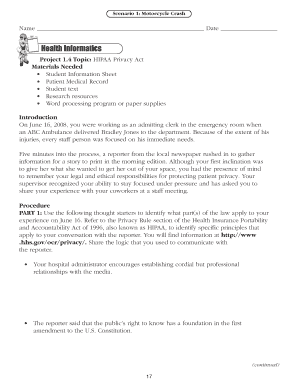 Scenario 1: Motorcycle Crash
Name Date
Health Informatics
Project 1.4 Topic: HIPAA Privacy Act
Materials Needed
• Student Information Sheet
• Patient Medical Record
• Student text
• Research resources
• Word processing program or paper supplies
Introduction
On June 16, 2008, you were working as an admitting clerk in the emergency room when
an ABC Ambulance delivered Bradley Jones to the department. Because of the extent of his
injuries, every staff person was focused on his immediate needs.
Five minutes into the process, a reporter from the local newspaper rushed in to gather
information for a story to print in the morning edition. Although your first inclination was
to give her what she wanted to get her out of your space, you had the presence of mind
to remember your legal and ethical responsibilities for protecting patient privacy. Your
supervisor recognized your ability to stay focused under pressure and has asked you to
share your experience with your coworkers at a staff meeting.
Procedure
PART 1: Use the following thought starters to identify what part(s) of the law apply to your
experience on June 16. Refer to the Privacy Rule section of the Health Insurance Portability
and Accountability Act of 1996, also known as HIPAA, to identify specific principles that
apply to your conversation with the reporter. You will find information at http://www
.hhs.gov/ocr/privacy/. Share the logic that you used to communicate with
the reporter.
• Your hospital administrator encourages establishing cordial but professional
relationships with the media.
• The reporter said that the public's right to know has a foundation in the first
amendment to the U.S. Constitution.
(continued)
17